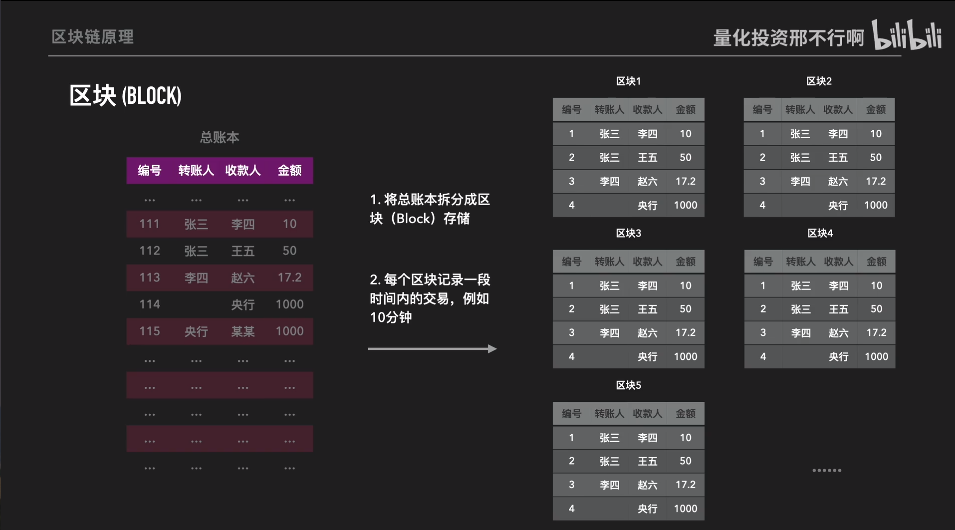 区块链原理
量化投资邢不行啊 bilibili
区块 (BLOCK)
总账本
编号 转账人 收款人 金额
... ... ... ...
111 张三 李四 10
112 张三 王五 50
113 李四 赵六 17.2
114 央行 1000
115 央行 某某 1000
... ... ... ...
... ... ... ...
... ... ... ...
... ... ... ...
... ... ... ...
1. 将总账本拆分成区
块（Block）存储
2. 每个区块记录一段
时间内的交易，例如
10分钟
区块1
编号 转账人 收款人 金额
1 张三 李四 10
2 张三 王五 50
3 李四 赵六 17.2
4 央行 1000
区块2
编号 转账人 收款人 金额
1 张三 李四 10
2 张三 王五 50
3 李四 赵六 17.2
4 央行 1000
区块3
编号 转账人 收款人 金额
1 张三 李四 10
2 张三 王五 50
3 李四 赵六 17.2
4 央行 1000
区块4
编号 转账人 收款人 金额
1 张三 李四 10
2 张三 王五 50
3 李四 赵六 17.2
4 央行 1000
区块5
编号 转账人 收款人 金额
1 张三 李四 10
2 张三 王五 50
3 李四 赵六 17.2
4 央行 1000
......